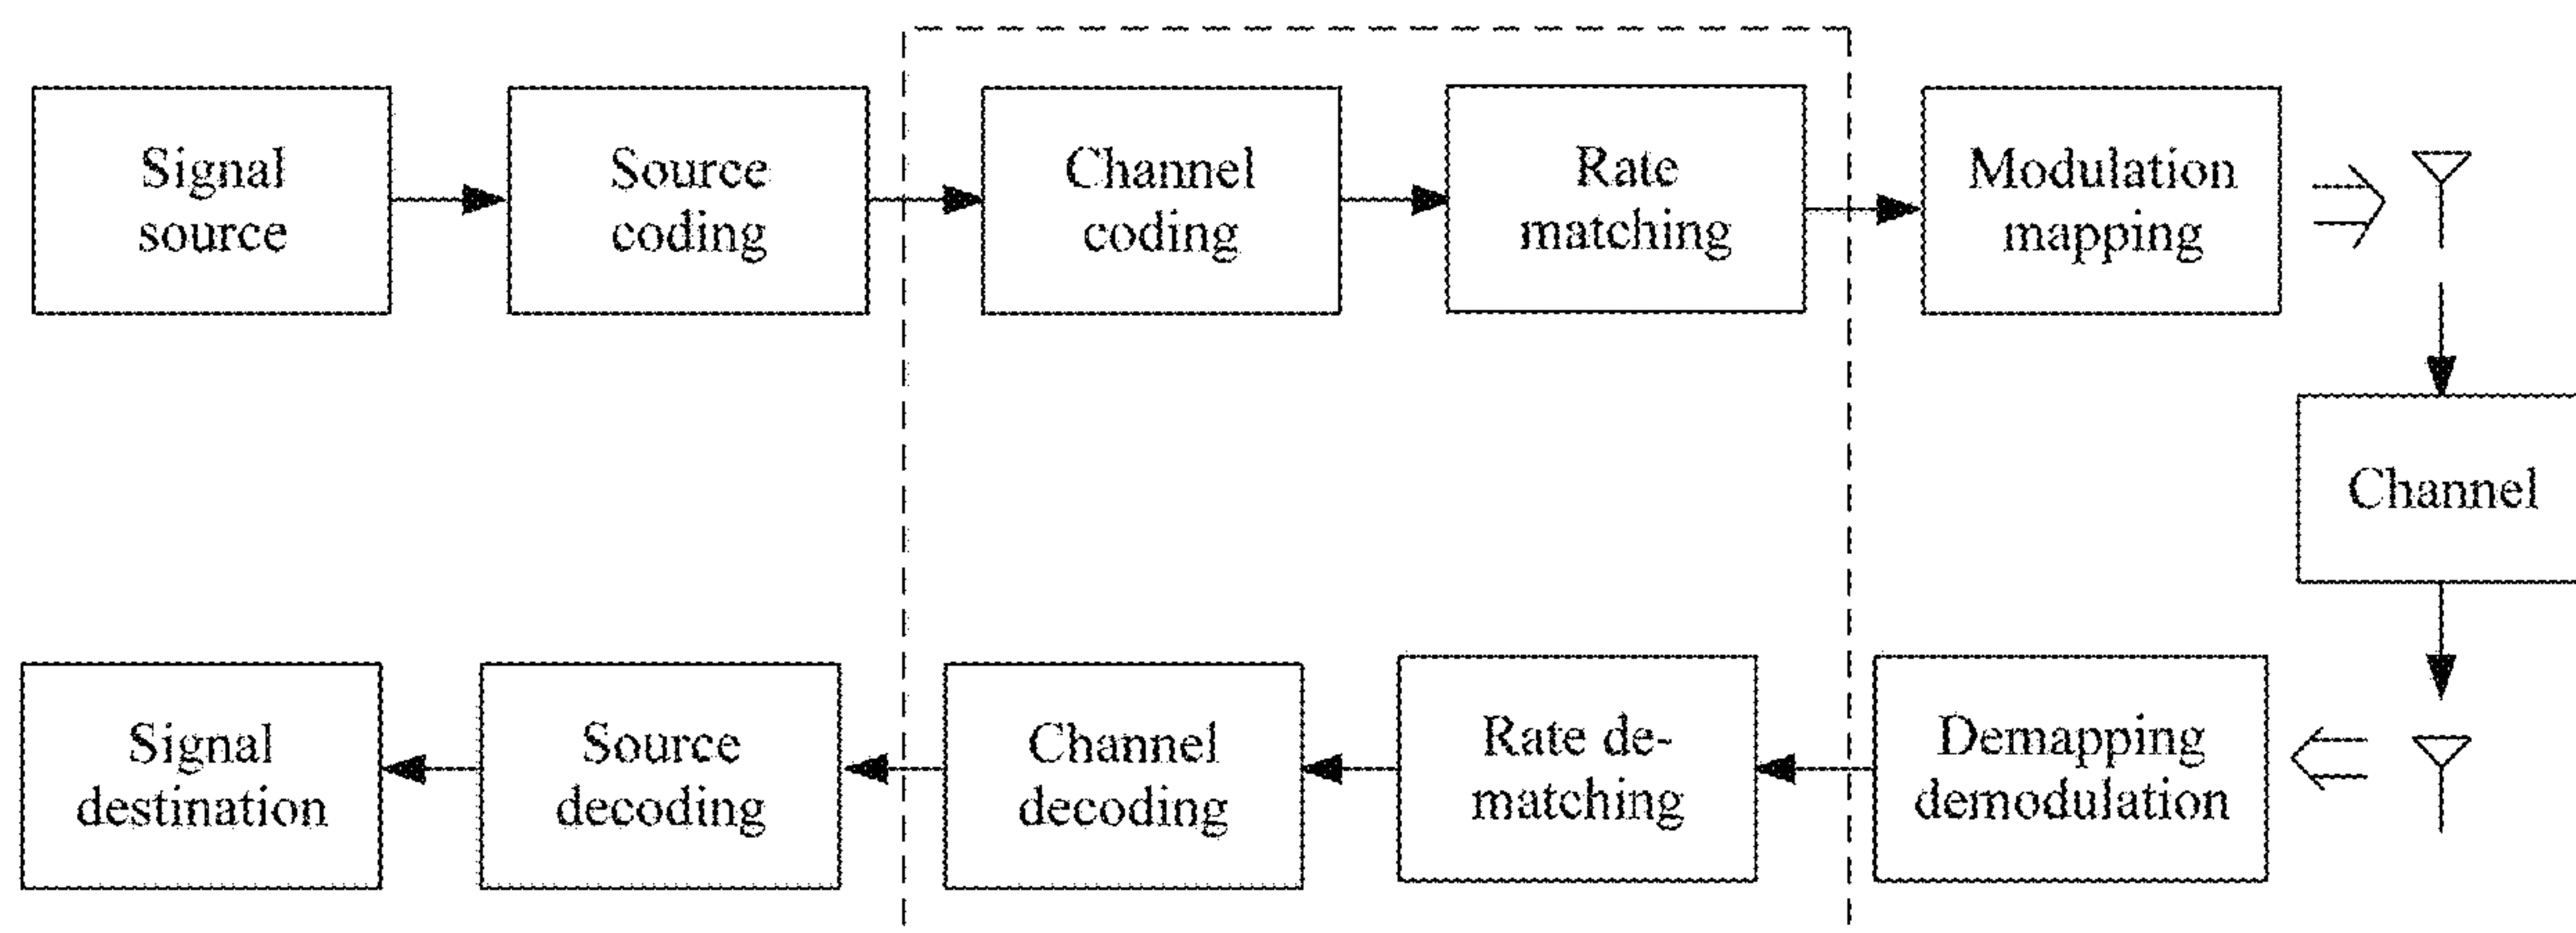 Signal
source
Source
coding
Channel
coding
Rate
matching
Modulation
mapping
Channel
Signal
destination
Source
decoding
Channel
decoding
Rate de-
matching
Demapping
demodulation